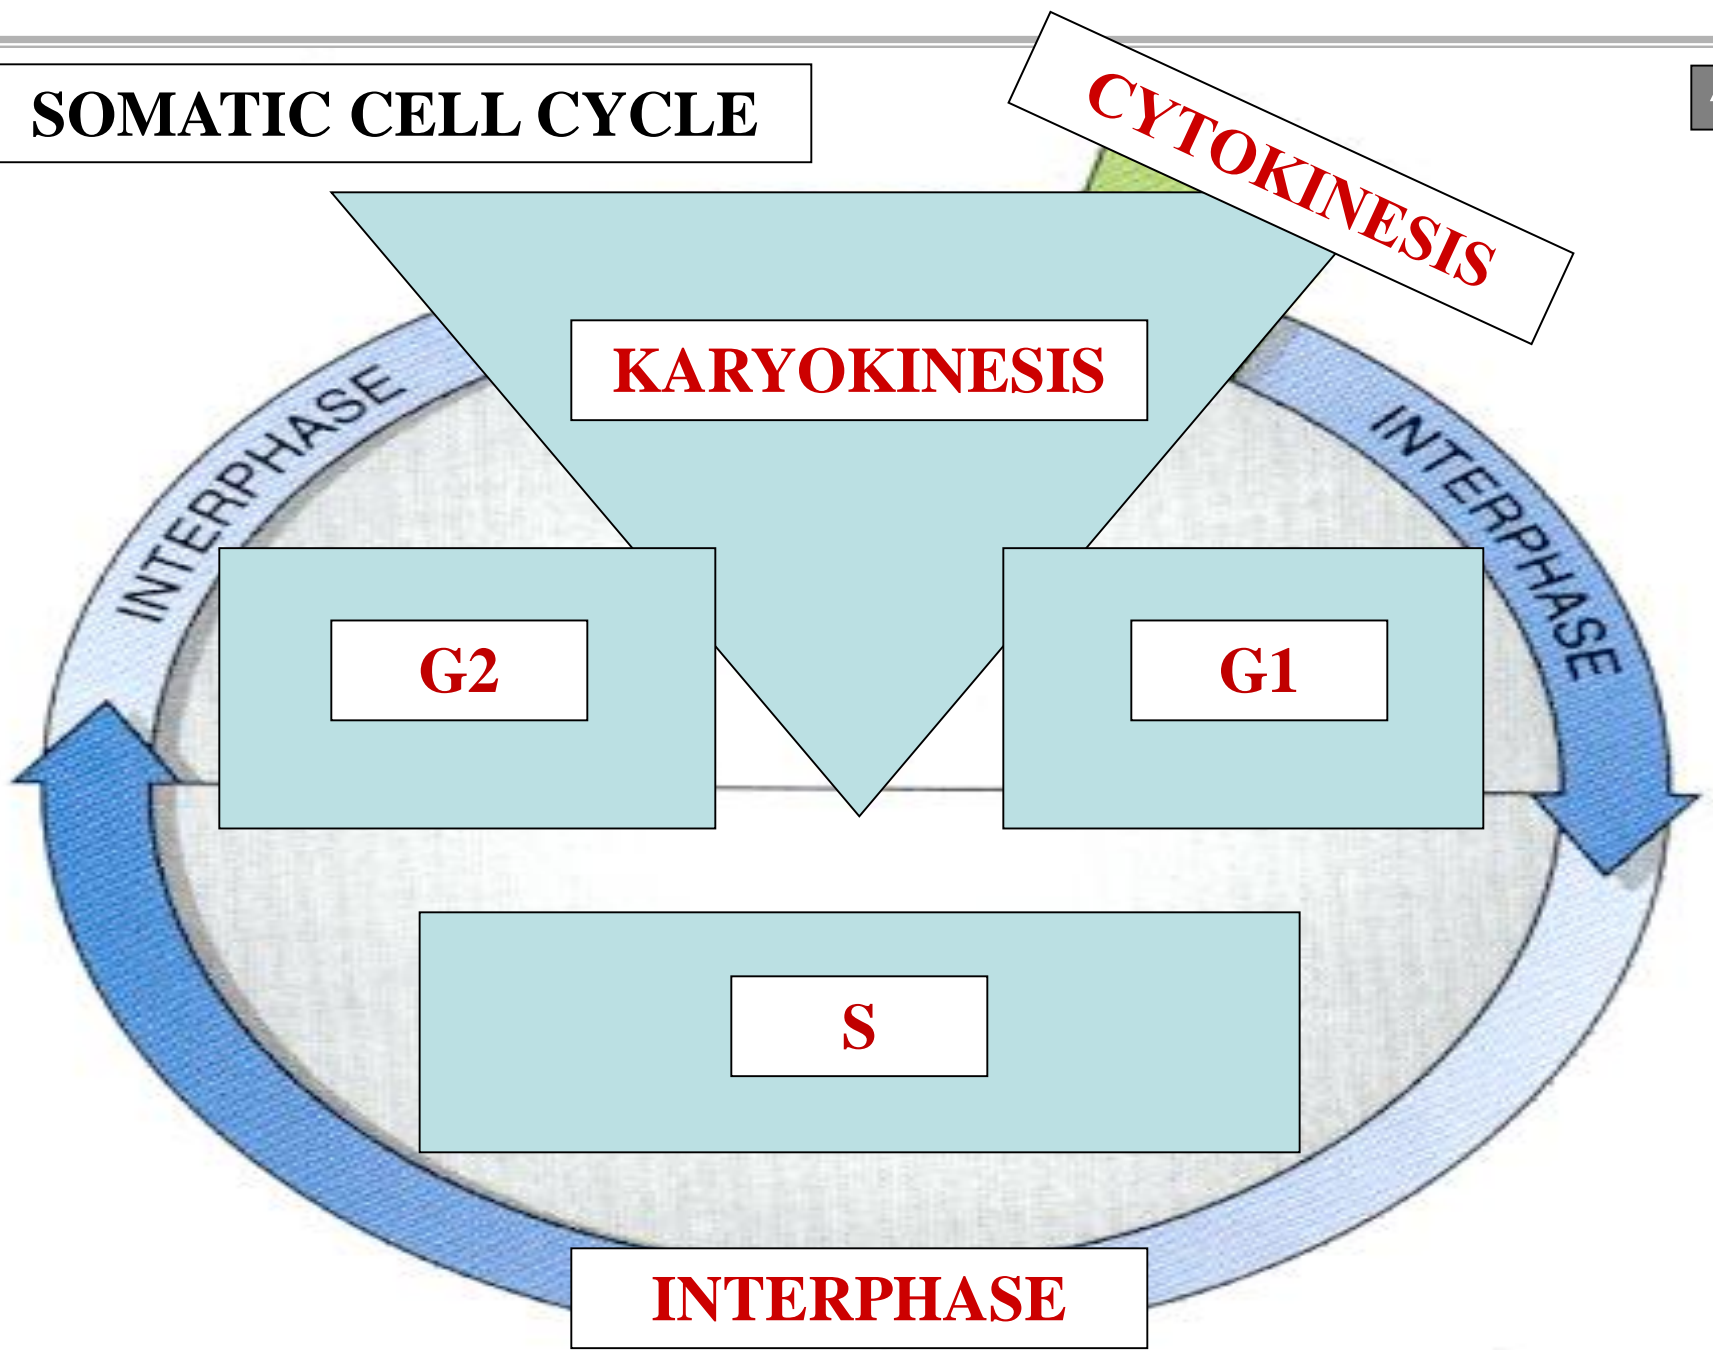 SOMATIC CELL CYCLE
CYTOKINESIS
KARYOKINESIS
INTERPHASE
INTERPHASE
G2
G1
S
INTERPHASE